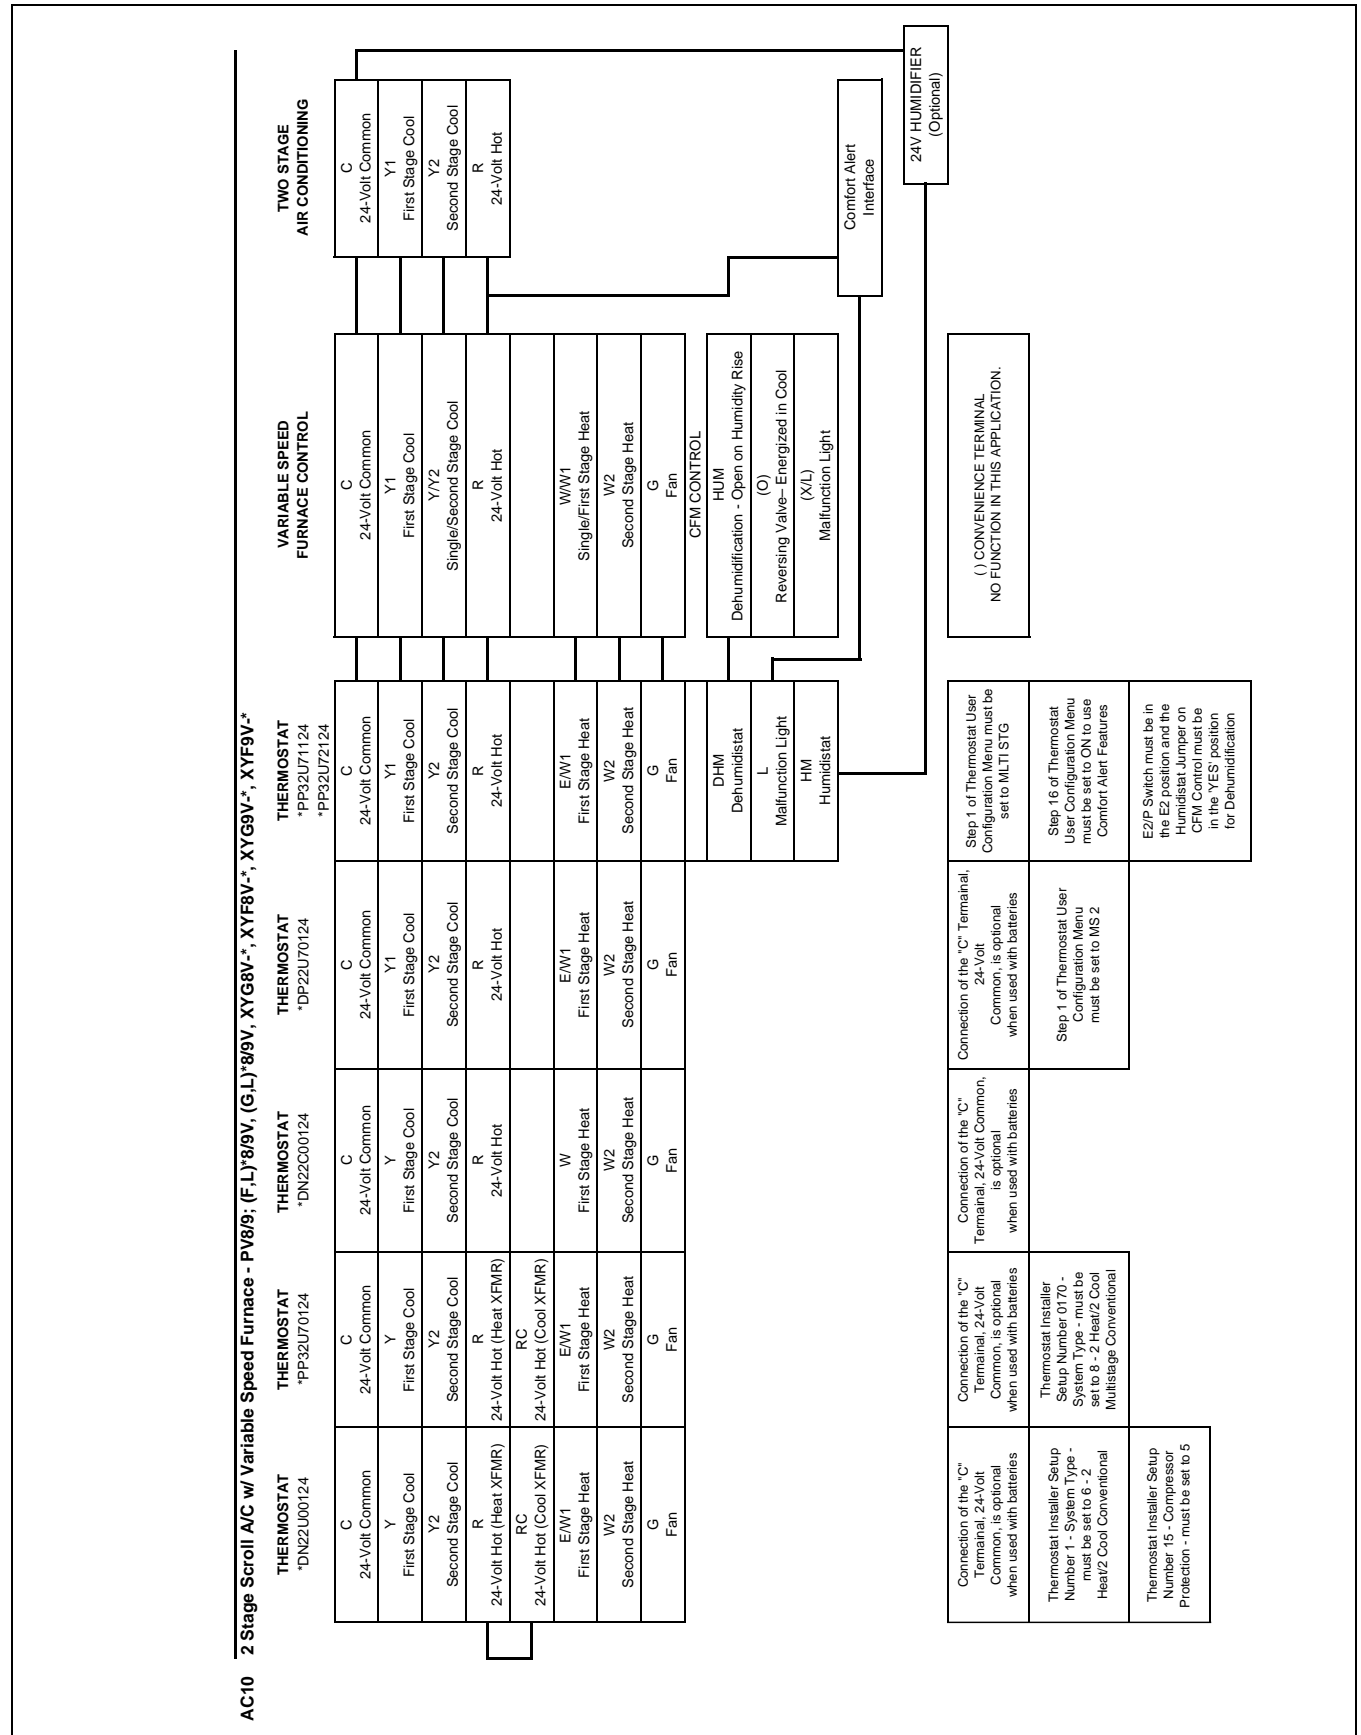 AC10 2 Stage Scroll A/C w/ Variable Speed Furnace - PV8/9; (F,L)*8/9V, (G,L)*8/9V, XYG8V-*, XYF8V-*, XYG9V-*, XYF9V-*
THERMOSTAT
*DN22U00124
C
24-Volt Common
Y
First Stage Cool
Y2
Second Stage Cool
R
24-Volt Hot (Heat XFMR)
RC
24-Volt Hot (Cool XFMR)
E/W1
First Stage Heat
W2
Second Stage Heat
G
Fan
Connection of the "C"
Termainal, 24-Volt
Common, is optional
when used with batteries
Thermostat Installer Setup
Number 1 - System Type -
must be set to 6 - 2
Heat/2 Cool Conventional
Thermostat Installer Setup
Number 15 - Compressor
Protection - must be set to 5
THERMOSTAT
*PP32U70124
C
24-Volt Common
Y
First Stage Cool
Y2
Second Stage Cool
R
24-Volt Hot (Heat XFMR)
RC
24-Volt Hot (Cool XFMR)
E/W1
First Stage Heat
W2
Second Stage Heat
G
Fan
Connection of the "C"
Termainal, 24-Volt
Common, is optional
when used with batteries
Thermostat Installer
Setup Number 0170 -
System Type - must be
set to 8 - 2 Heat/2 Cool
Multistage Conventional
THERMOSTAT
*DN22C00124
C
24-Volt Common
Y
First Stage Cool
Y2
Second Stage Cool
R
24-Volt Hot
W
First Stage Heat
W2
Second Stage Heat
G
Fan
Connection of the "C"
Termainal, 24-Volt Common,
is optional
when used with batteries
THERMOSTAT
*DP22U70124
C
24-Volt Common
Y1
First Stage Cool
Y2
Second Stage Cool
R
24-Volt Hot
E/W1
First Stage Heat
W2
Second Stage Heat
G
Fan
Connection of the "C" Termainal,
24-Volt
Common, is optional
when used with batteries
Step 1 of Thermostat User
Configuration Menu
must be set to MS 2
THERMOSTAT
*PP32U71124
*PP32U72124
C
24-Volt Common
Y1
First Stage Cool
Y2
Second Stage Cool
R
24-Volt Hot
E/W1
First Stage Heat
W2
Second Stage Heat
G
Fan
DHM
Dehumidistat
L
Malfunction Light
HM
Humidistat
Step 1 of Thermostat User
Configuration Menu must be
set to MLTI STG
Step 16 of Thermostat
User Configuration Menu
must be set to ON to use
Comfort Alert Features
E2/P Switch must be in
the E2 position and the
Humidistat Jumper on
CFM Control must be
in the 'YES' position
for Dehumidification
VARIABLE SPEED
FURNACE CONTROL
C
24-Volt Common
Y1
First Stage Cool
Y/Y2
Single/Second Stage Cool
R
24-Volt Hot
W/W1
Single/First Stage Heat
W2
Second Stage Heat
G
Fan
CFM CONTROL
HUM
Dehumidification - Open on Humidity Rise
(O)
Reversing Valve– Energized in Cool
(X/L)
Malfunction Light
( ) CONVENIENCE TERMINAL
NO FUNCTION IN THIS APPLICATION.
TWO STAGE
AIR CONDITIONING
C
24-Volt Common
Y1
First Stage Cool
Y2
Second Stage Cool
R
24-Volt Hot
Comfort Alert
Interface
24V HUMIDIFIER
(Optional)